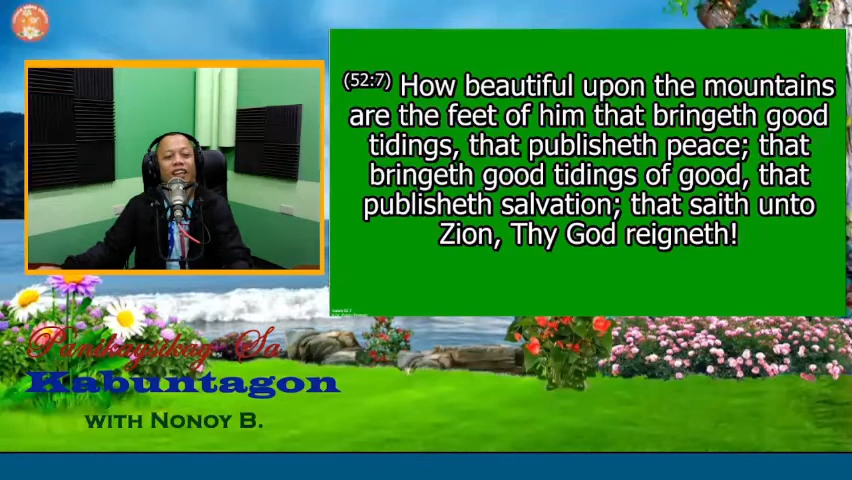 (52:7) How beautiful upon the mountains
are the feet of him that bringeth good
tidings, that publisheth peace; that
bringeth good tidings of good, that
publisheth salvation; that saith unto
Zion, Thy God reigneth!
Panikaysikay Sa
Kabuntagon
WITH NONOY B.